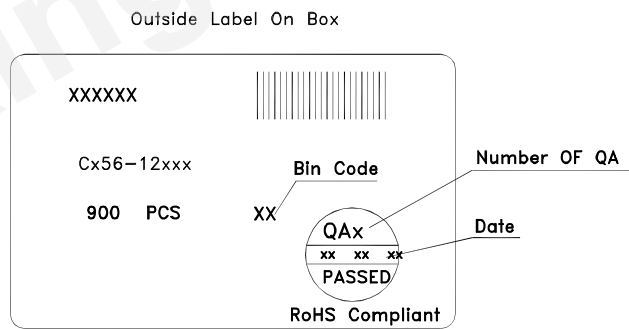 Outside Label On Box
XXXXXX
Cx56-12xxx
Bin Code
Number OF QA
900 PCS
XX
QAx
Date
xx xx xx
PASSED
RoHS Compliant